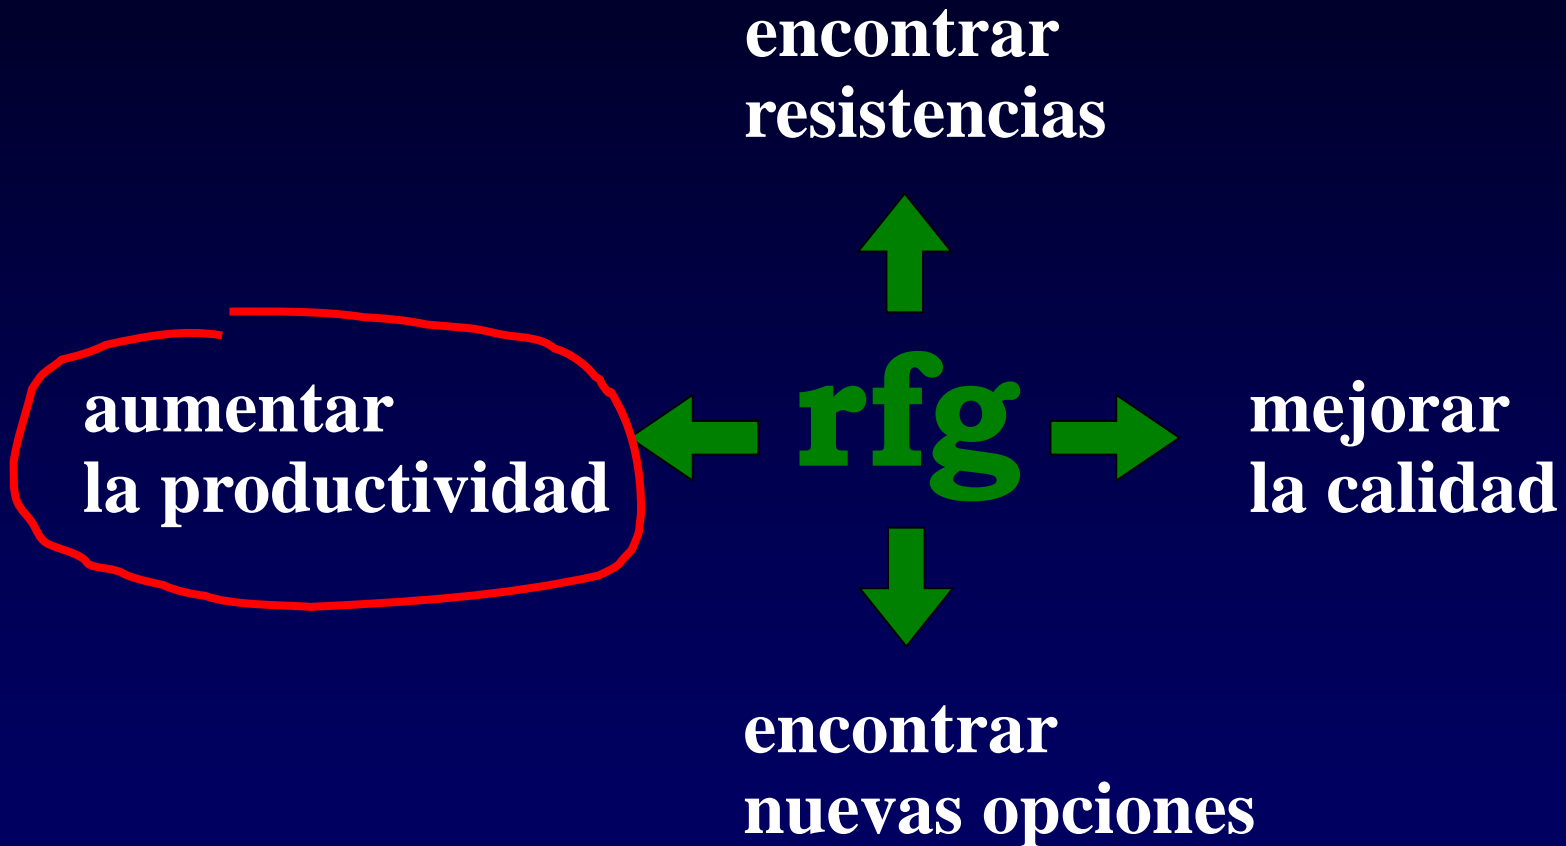 encontrar
resistencias
aumentar
la productividad
rfg
mejorar
la calidad
encontrar
nuevas opciones